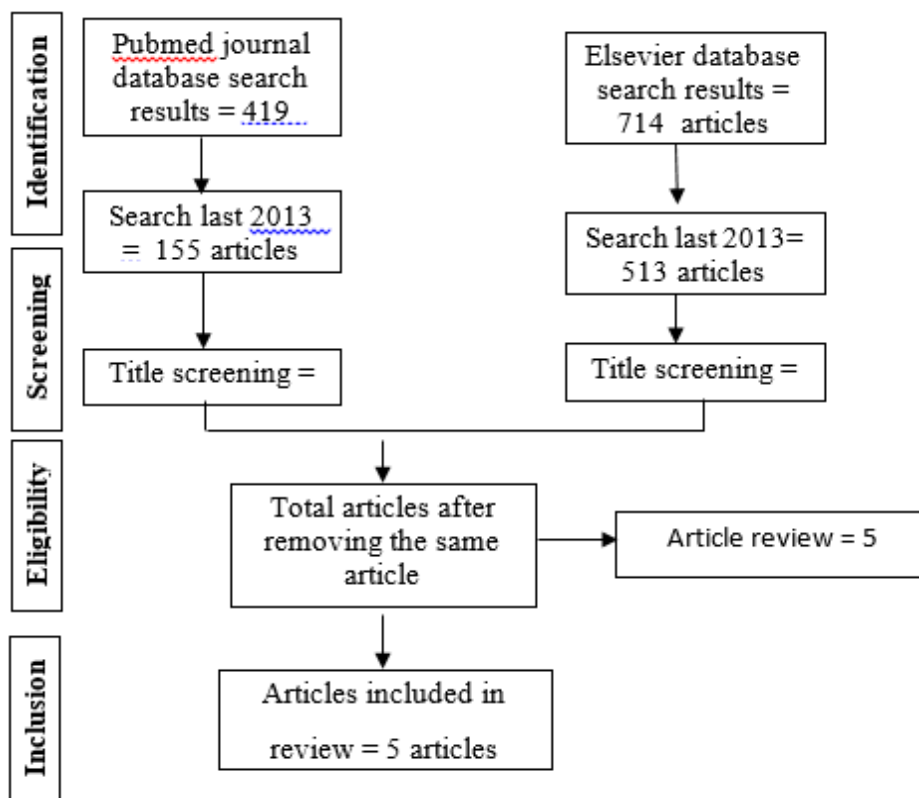 Identification
Pubmed journal
database search
results = 419
Elsevier database
search results =
714 articles
Search last 2013
= 155 articles
Search last 2013=
513 articles
Screening
Title screening =
Title screening =
Eligibility
Total articles after
removing the same
article
Article review = 5
Inclusion
Articles included in
review = 5 articles